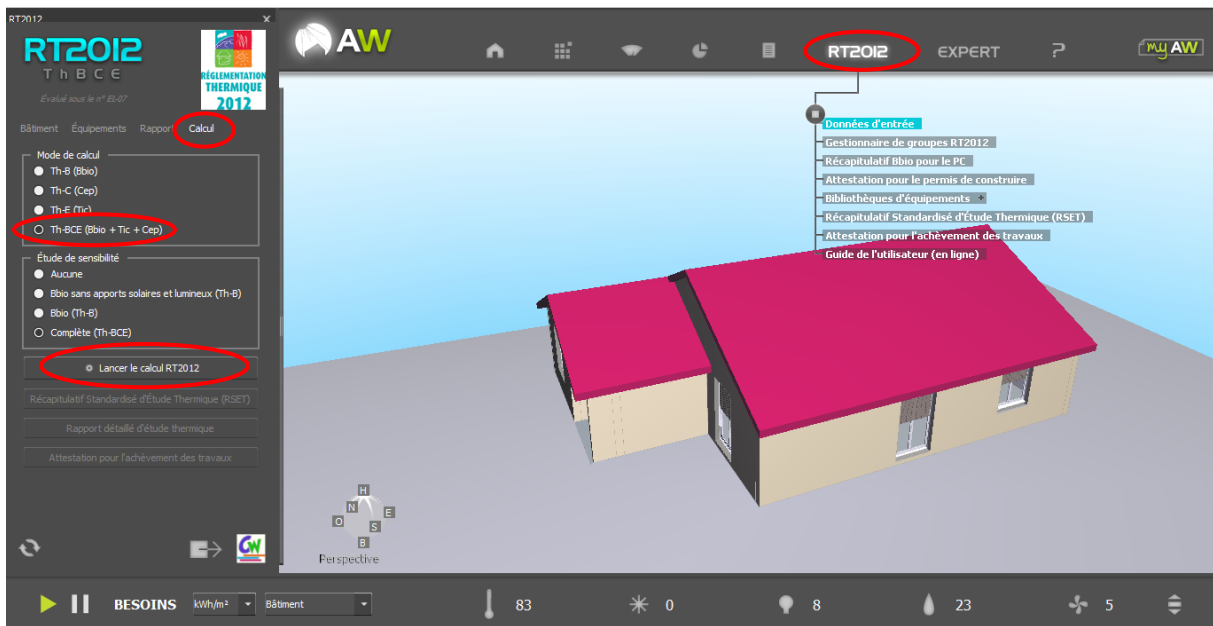 RT2012 x
RT2012
ThBCE
Évalué sous le n° EL-07
RÉGLEMENTATION
THERMIQUE
2012
Bâtiment Équipements Rapport Calcul
Mode de calcul
Th-B (Bbio)
Th-C (Cep)
Th-E (Tic)
Th-BCE (Bbio + Tic + Cep)
Étude de sensibilité
Aucune
Bbio sans apports solaires et lumineux (Th-B)
Bbio (Th-B)
Complète (Th-BCE)
Lancer le calcul RT2012
Récapitulatif Standardisé d'Étude Thermique (RSET)
Rapport détaillé d'étude thermique
Attestation pour l'achèvement des travaux
CW
AW
RT2012 EXPERT ? my AW
Données d'entrée
Gestionnaire de groupes RT2012
Récapitulatif Bbio pour le PC
Attestation pour le permis de construire
Bibliothèques d'équipements +
Récapitulatif Standardisé d'Étude Thermique (RSET)
Attestation pour l'achèvement des travaux
Guide de l'utilisateur (en ligne)
H
N E
O S
B
Perspective
BESOINS kWh/m² Bâtiment 83 0 8 23 5